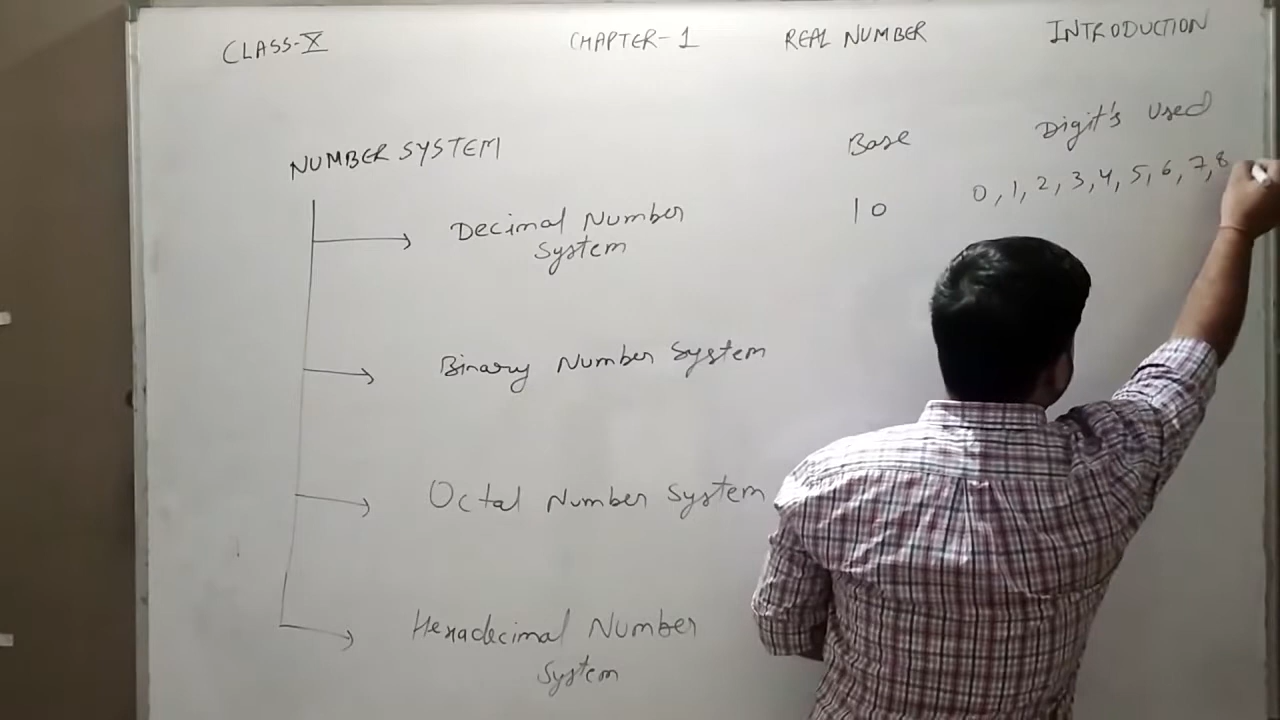 CLASS-X CHAPTER-1 REAL NUMBER INTRODUCTION
NUMBER SYSTEM Base Digit's Used
Decimal Number 10 0, 1, 2, 3, 4, 5, 6, 7, 8
System
Binary Number System
Octal Number System
Hexadecimal Number
System